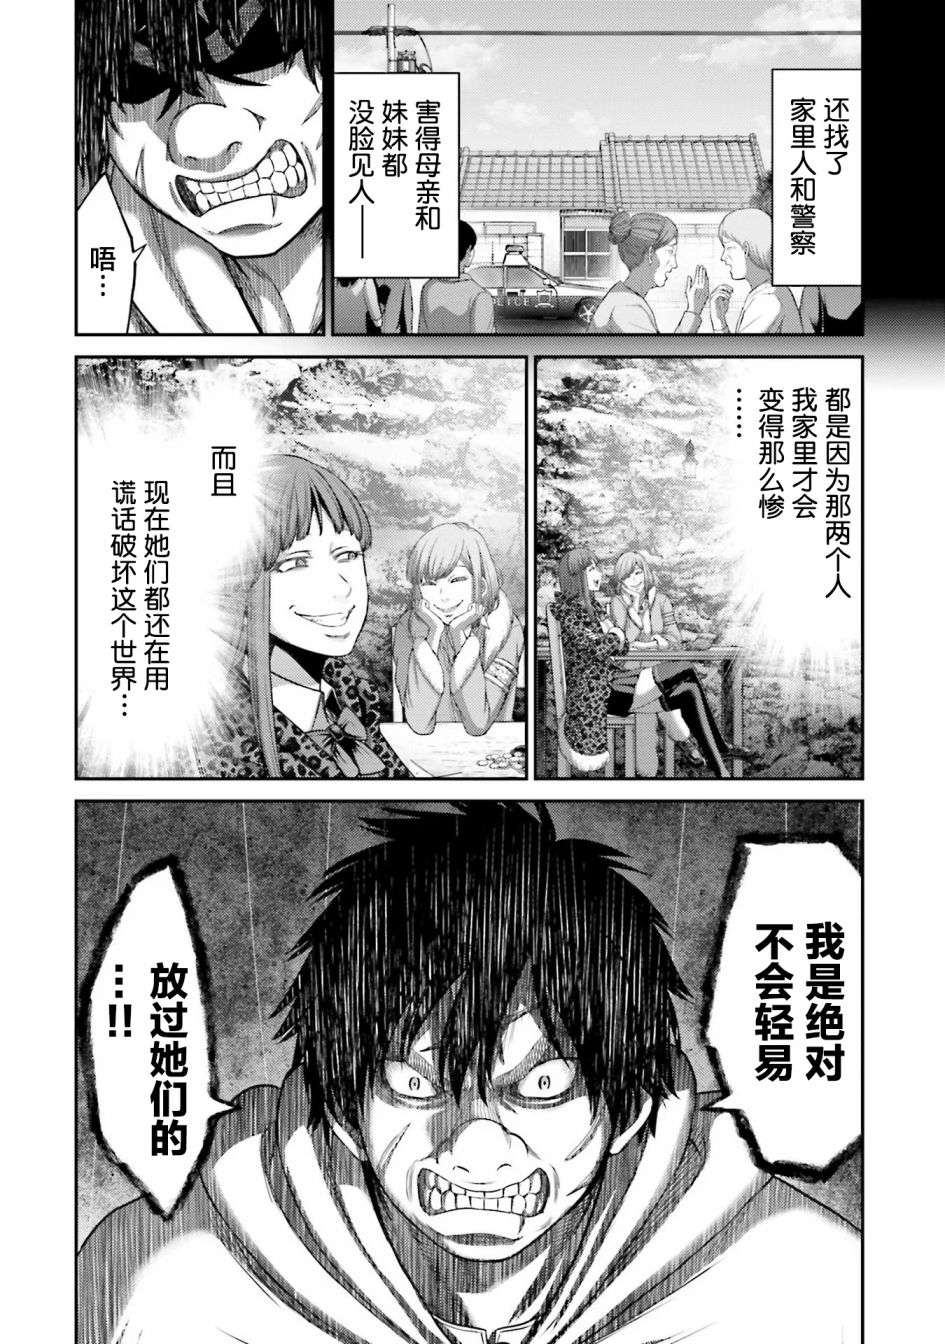 还找了
家里人和警察
害得母亲和
妹妹都
没脸见人——
LICE
唔…
都是因为那两个人
我家里才会
变得那么惨
……
而且
现在她们都还在用
谎话破坏这个世界…
我是绝对
不会轻易
放过她们的
…!!